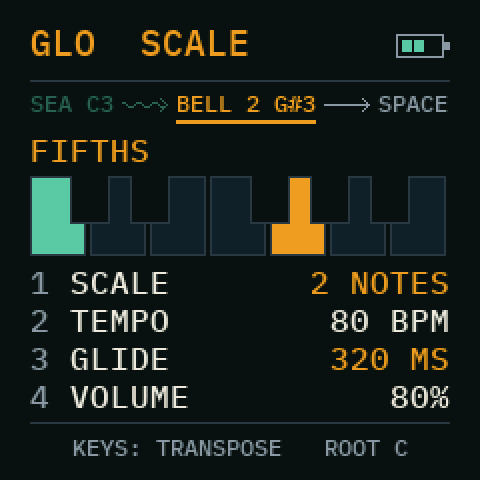 GLO SCALE
SEA C3 BELL 2 G#3 SPACE
FIFTHS
1 SCALE 2 NOTES
2 TEMPO 80 BPM
3 GLIDE 320 MS
4 VOLUME 80%
KEYS: TRANSPOSE ROOT C